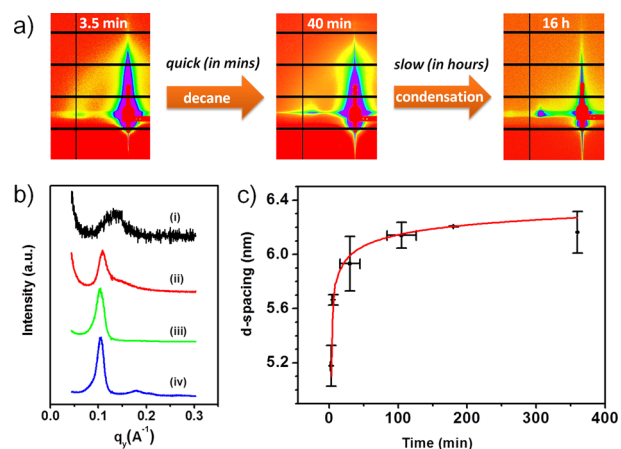 a)
3.5 min
40 min
16 h
quick (in mins)
decane
slow (in hours)
condensation
b)
(i)
(ii)
(iii)
(iv)
Intensity (a.u.)
0.0 0.1 0.2 0.3
qy(A-1)
c)
6.4
6.0
5.6
5.2
d-spacing (nm)
0 100 200 300 400
Time (min)